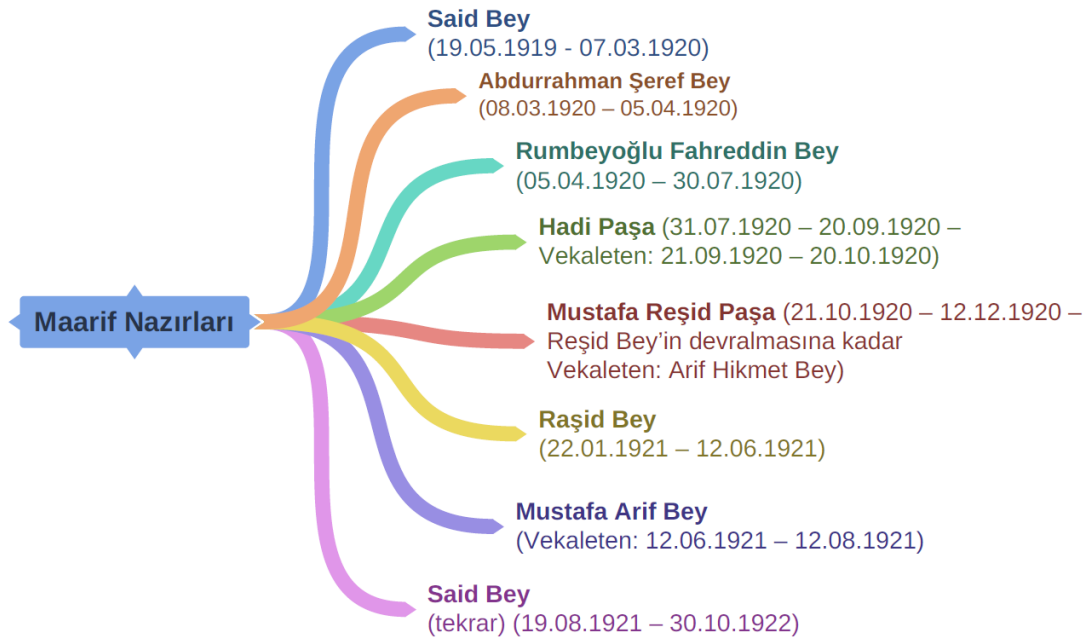 Maarif Nazırları
Said Bey
(19.05.1919 - 07.03.1920)
Abdurrahman Şeref Bey
(08.03.1920 – 05.04.1920)
Rumbeyoğlu Fahreddin Bey
(05.04.1920 – 30.07.1920)
Hadi Paşa (31.07.1920 – 20.09.1920 –
Vekaleten: 21.09.1920 – 20.10.1920)
Mustafa Reşid Paşa (21.10.1920 – 12.12.1920 –
Reşid Bey’in devralmasına kadar
Vekaleten: Arif Hikmet Bey)
Raşid Bey
(22.01.1921 – 12.06.1921)
Mustafa Arif Bey
(Vekaleten: 12.06.1921 – 12.08.1921)
Said Bey
(tekrar) (19.08.1921 – 30.10.1922)